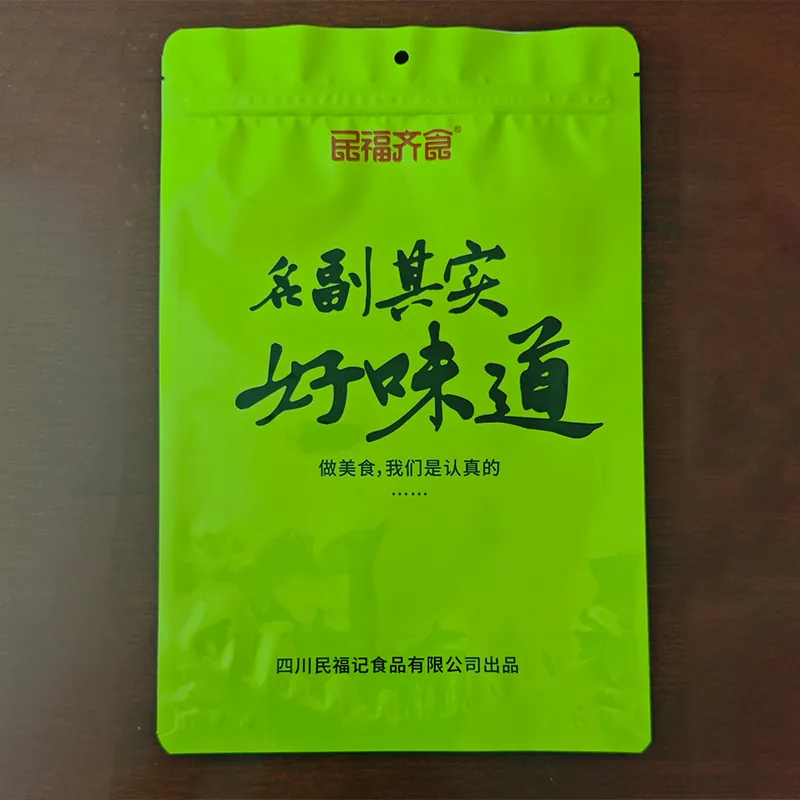 民福齐食®
名副其实
好味道
做美食,我们是认真的
……
四川民福记食品有限公司出品